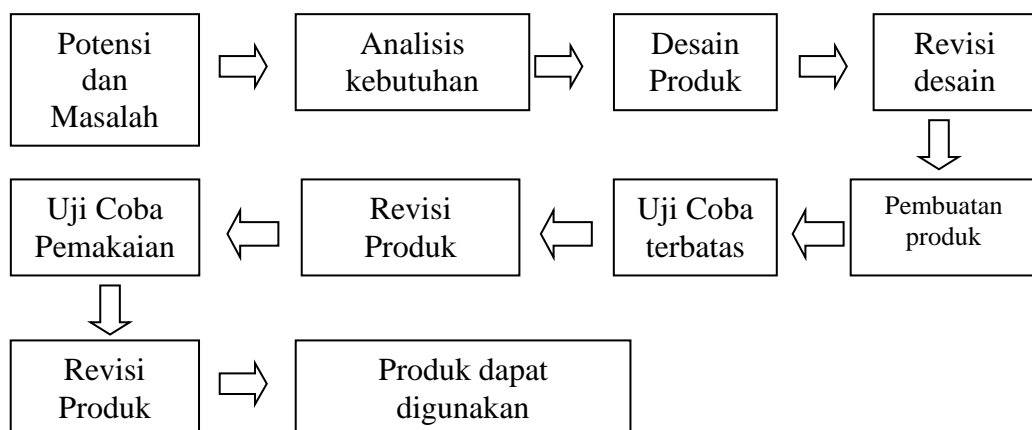 Potensi
dan
Masalah
Analisis
kebutuhan
Desain
Produk
Revisi
desain
Pembuatan
produk
Uji Coba
terbatas
Revisi
Produk
Uji Coba
Pemakaian
Revisi
Produk
Produk dapat
digunakan